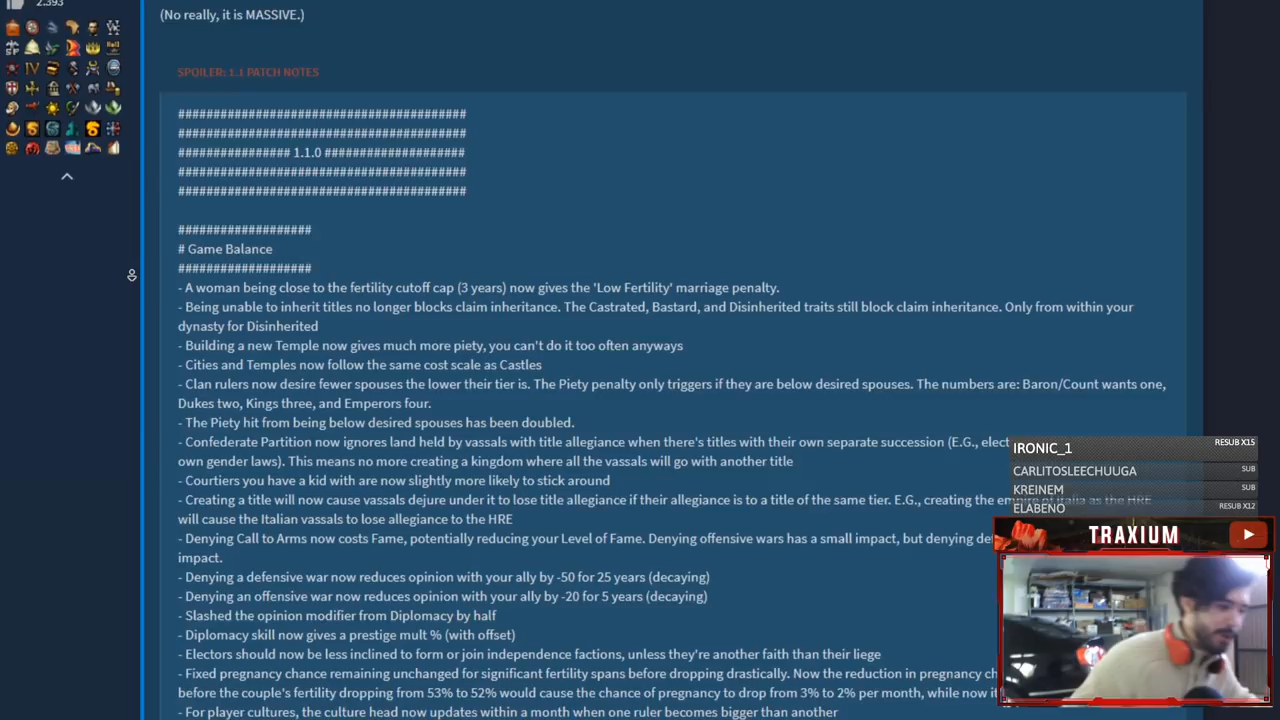 2.393
(No really, it is MASSIVE.)
SPOILER: 1.1 PATCH NOTES
#########################################
#########################################
################ 1.1.0 ####################
#########################################
#########################################
###################
# Game Balance
###################
- A woman being close to the fertility cutoff cap (3 years) now gives the 'Low Fertility' marriage penalty.
- Being unable to inherit titles no longer blocks claim inheritance. The Castrated, Bastard, and Disinherited traits still block claim inheritance. Only from within your
dynasty for Disinherited
- Building a new Temple now gives much more piety, you can't do it too often anyways
- Cities and Temples now follow the same cost scale as Castles
- Clan rulers now desire fewer spouses the lower their tier is. The Piety penalty only triggers if they are below desired spouses. The numbers are: Baron/Count wants one,
Dukes two, Kings three, and Emperors four.
- The Piety hit from being below desired spouses has been doubled.
- Confederate Partition now ignores land held by vassals with title allegiance when there's titles with their own separate succession (E.G., elect
own gender laws). This means no more creating a kingdom where all the vassals will go with another title
- Courtiers you have a kid with are now slightly more likely to stick around
- Creating a title will now cause vassals dejure under it to lose title allegiance if their allegiance is to a title of the same tier. E.G., creating the empire of Italia as the HRE
will cause the Italian vassals to lose allegiance to the HRE
- Denying Call to Arms now costs Fame, potentially reducing your Level of Fame. Denying offensive wars has a small impact, but denying def
impact.
- Denying a defensive war now reduces opinion with your ally by -50 for 25 years (decaying)
- Denying an offensive war now reduces opinion with your ally by -20 for 5 years (decaying)
- Slashed the opinion modifier from Diplomacy by half
- Diplomacy skill now gives a prestige mult % (with offset)
- Electors should now be less inclined to form or join independence factions, unless they're another faith than their liege
- Fixed pregnancy chance remaining unchanged for significant fertility spans before dropping drastically. Now the reduction in pregnancy ch
before the couple's fertility dropping from 53% to 52% would cause the chance of pregnancy to drop from 3% to 2% per month, while now it
- For player cultures, the culture head now updates within a month when one ruler becomes bigger than another
IRONIC_1 RESUB X15
CARLITOSLEECHUUGA SUB
KREINEM SUB
ELABENO RESUB X12
TRAXIUM